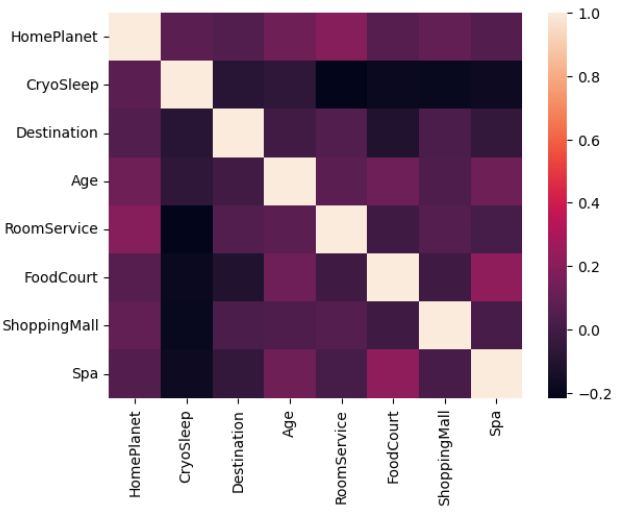 HomePlanet
CryoSleep
Destination
Age
RoomService
FoodCourt
ShoppingMall
Spa
HomePlanet
CryoSleep
Destination
Age
RoomService
FoodCourt
ShoppingMall
Spa
1.0
0.8
0.6
0.4
0.2
0.0
−0.2